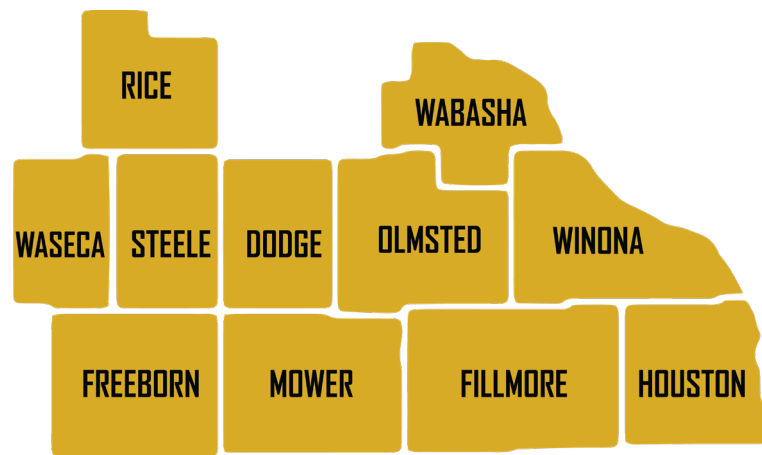 RICE
WABASHA
WASECA
STEELE
DODGE
OLMSTED
WINONA
FREEBORN
MOWER
FILLMORE
HOUSTON